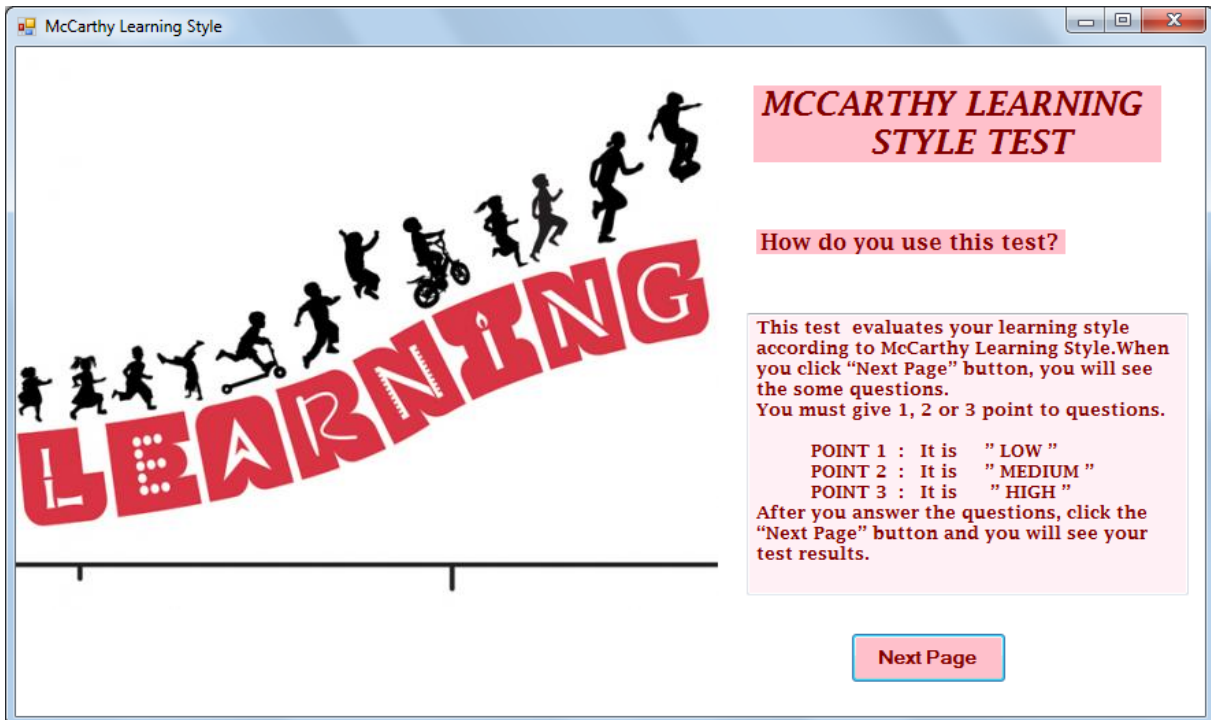 McCarthy Learning Style
LEARNING
MCCARTHY LEARNING
STYLE TEST
How do you use this test?
This test evaluates your learning style
according to McCarthy Learning Style.When
you click “Next Page” button, you will see
the some questions.
You must give 1, 2 or 3 point to questions.
POINT 1 : It is ” LOW ”
POINT 2 : It is ” MEDIUM ”
POINT 3 : It is ” HIGH ”
After you answer the questions, click the
“Next Page” button and you will see your
test results.
Next Page